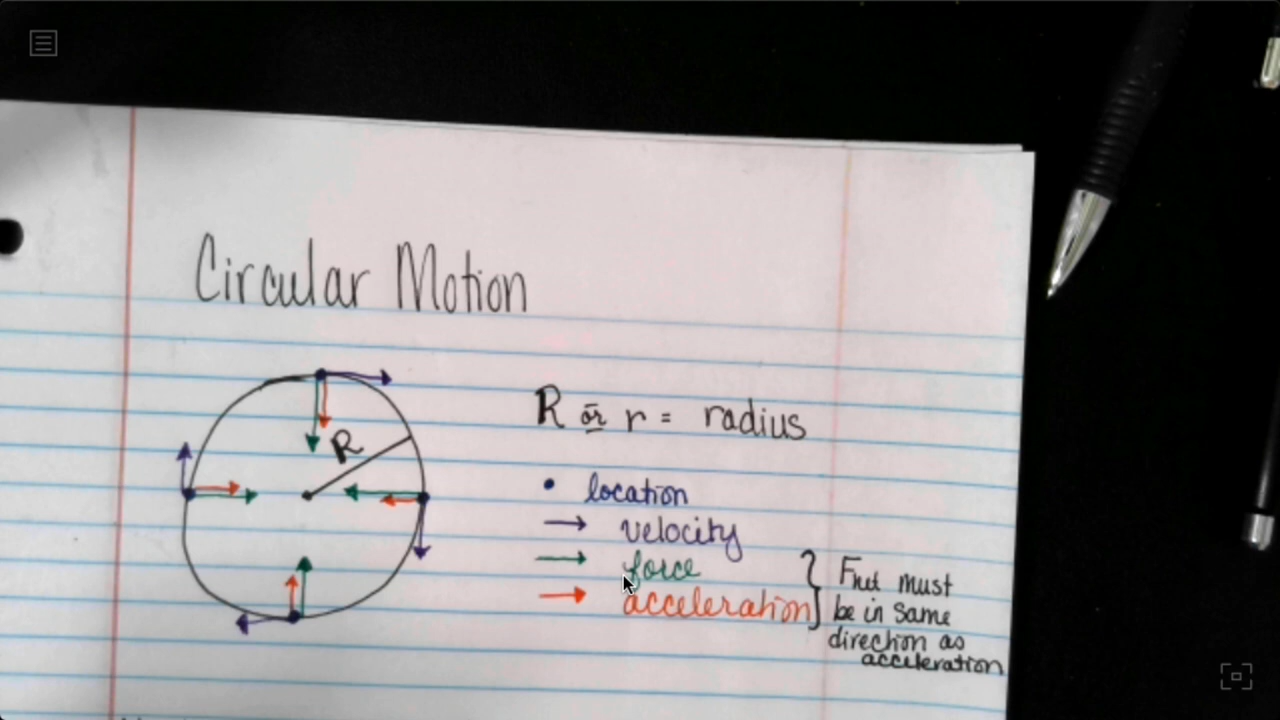 Circular Motion
R
R or r = radius
location
velocity
force
acceleration
Fnet must
be in same
direction as
acceleration